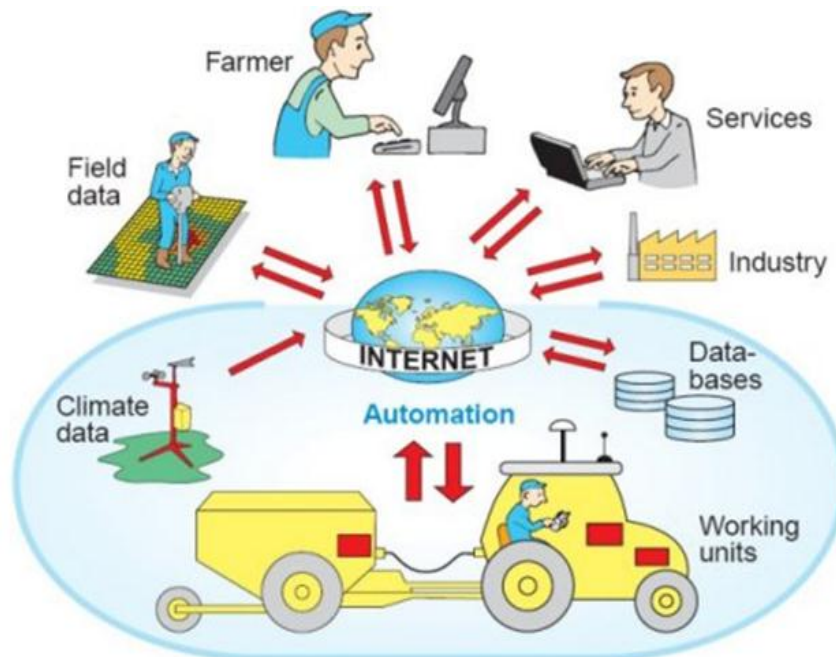 Farmer
Services
Field
data
Industry
INTERNET
Data-
bases
Climate
data
Automation
Working
units